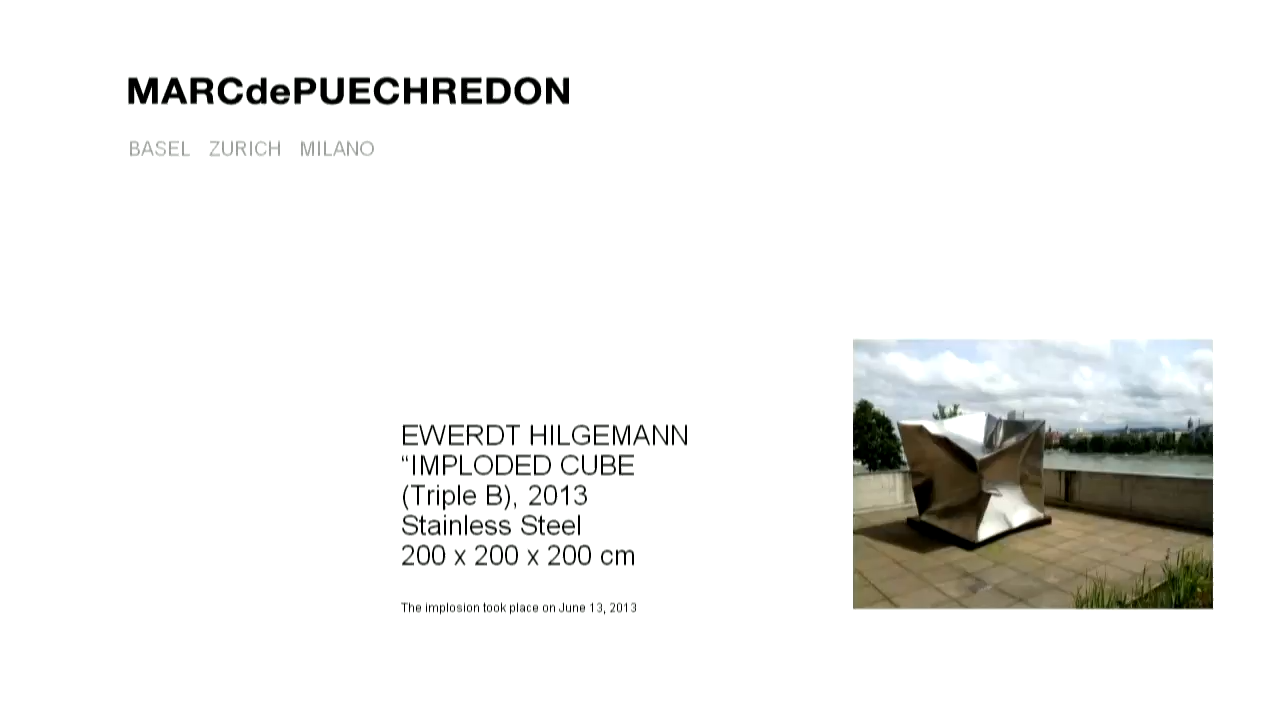 MARCdePUECHREDON
BASEL ZURICH MILANO
EWERDT HILGEMANN
“IMPLODED CUBE
(Triple B), 2013
Stainless Steel
200 x 200 x 200 cm
The implosion took place on June 13, 2013